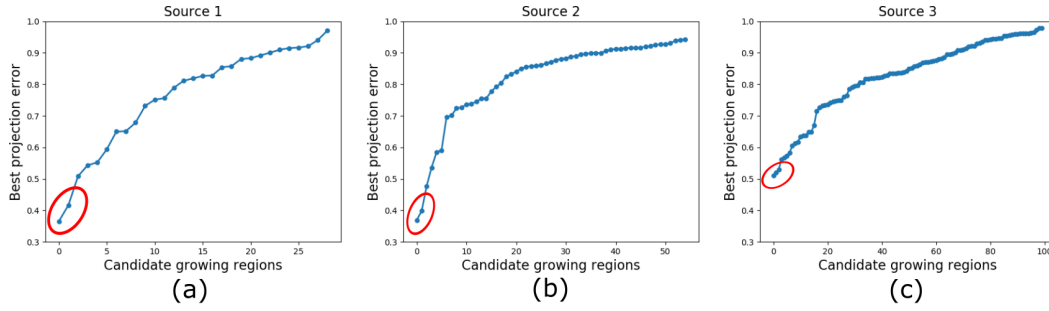 Source 1
Best projection error
1.0
0.9
0.8
0.7
0.6
0.5
0.4
0.3
0 5 10 15 20 25
Candidate growing regions
(a)
Source 2
Best projection error
1.0
0.9
0.8
0.7
0.6
0.5
0.4
0.3
0 10 20 30 40 50
Candidate growing regions
(b)
Source 3
Best projection error
1.0
0.9
0.8
0.7
0.6
0.5
0.4
0.3
0 20 40 60 80 100
Candidate growing regions
(c)